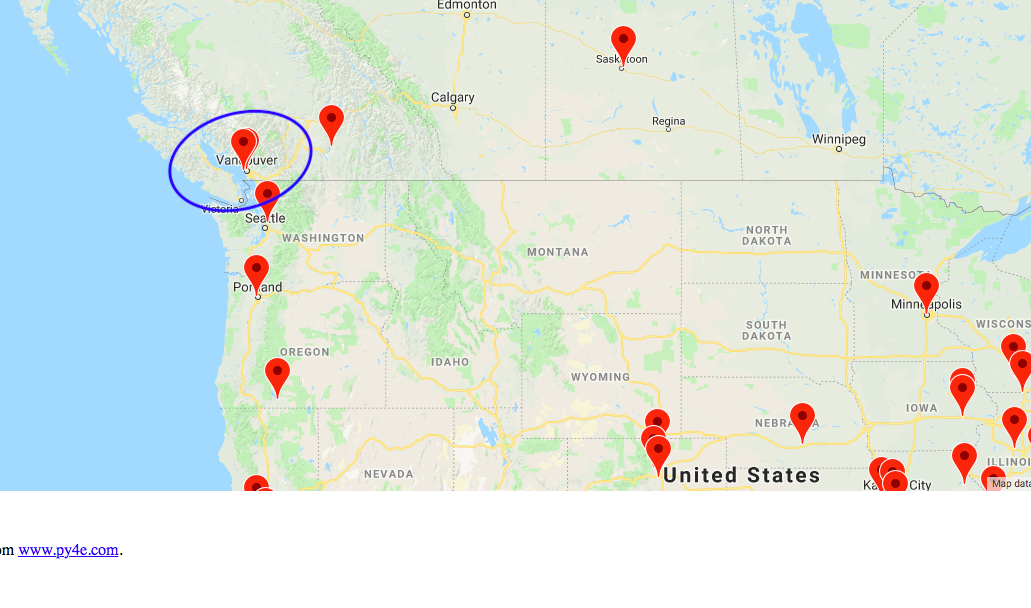 Edmonton
Saskatoon
Calgary
Regina
Winnipeg
Vancouver
Victoria
Seattle
WASHINGTON
MONTANA
NORTH
DAKOTA
MINNESOT
Portland
Minneapolis
SOUTH
DAKOTA
WISCONS
OREGON
IDAHO
WYOMING
IOWA
NEBRASKA
NEVADA
United States
Kansas City
ILLINOI
Map data
om www.py4e.com.